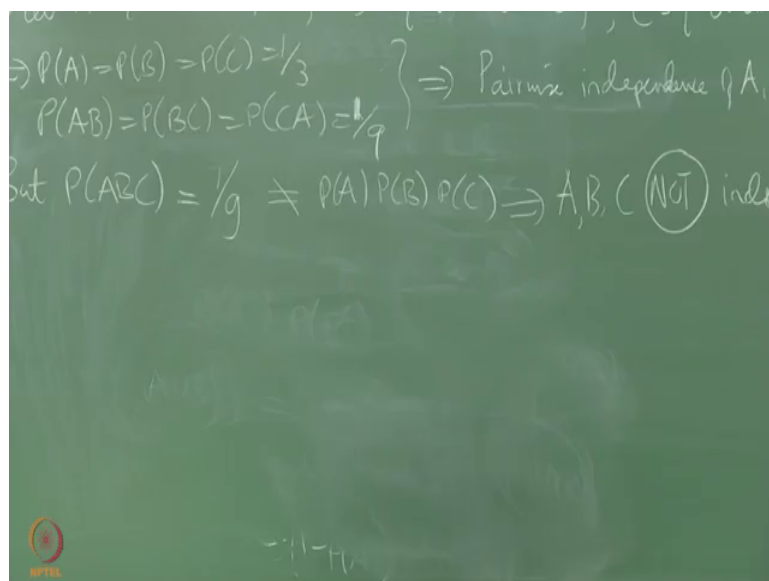 ⇒ P(A) = P(B) = P(C) = 1/3
P(AB) = P(BC) = P(CA) = 1/9 } ⇒ Pairwise independence of A,
But P(ABC) = 1/9 ≠ P(A) P(B) P(C) ⇒ A, B, C NOT inde
NPTEL